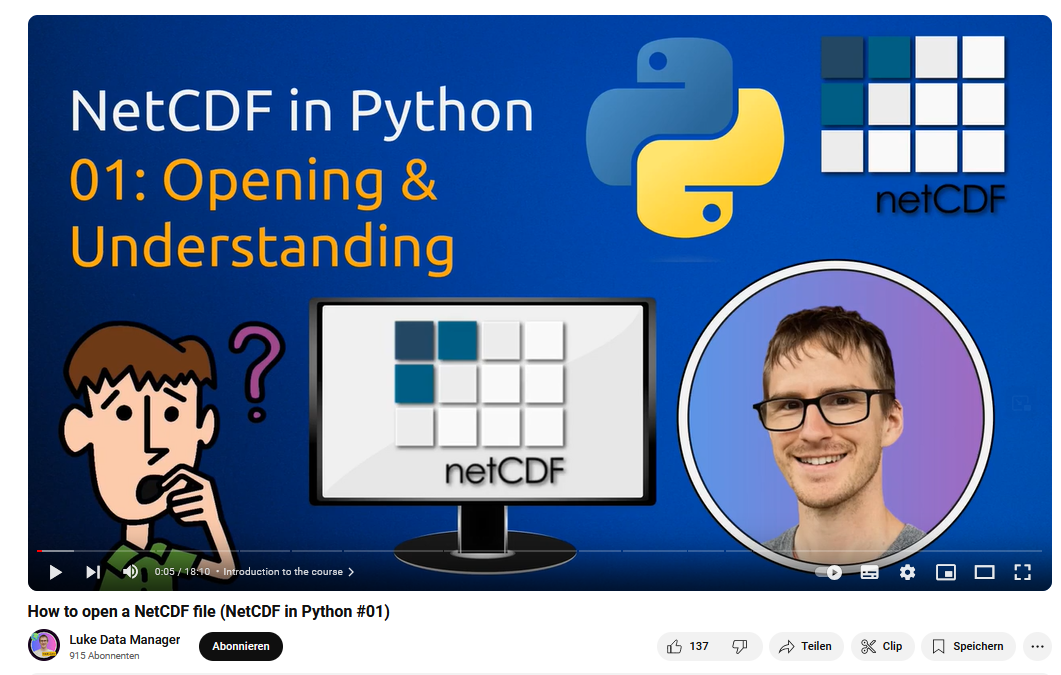 NetCDF in Python
01: Opening &
Understanding
netCDF
?
netCDF
0:05 / 18:10 • Introduction to the course
How to open a NetCDF file (NetCDF in Python #01)
Luke Data Manager
915 Abonnenten
Abonnieren
137
Teilen
Clip
Speichern